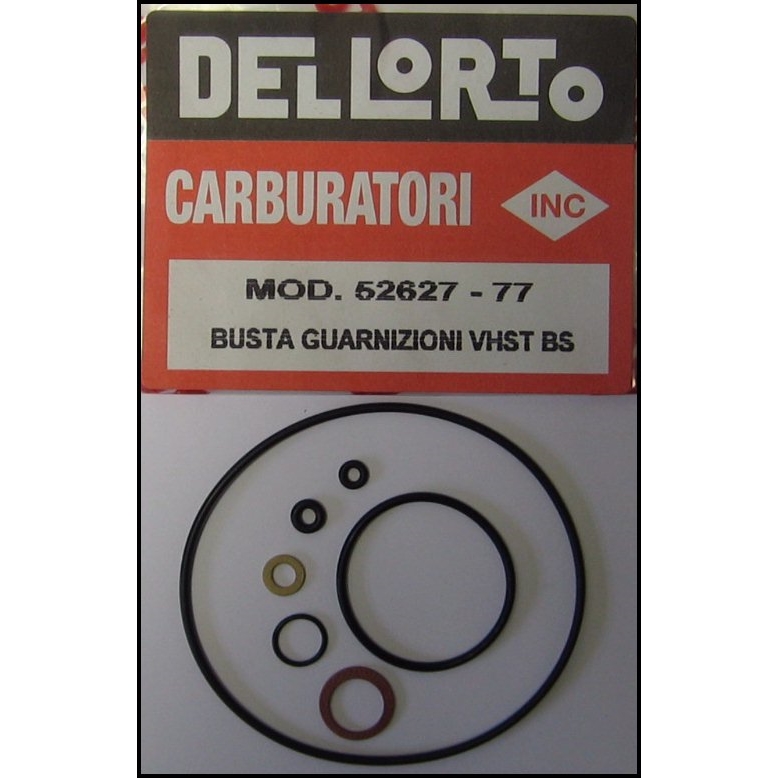 DELLORTO
CARBURATORI
INC
MOD. 52627 - 77
BUSTA GUARNIZIONI VHST BS